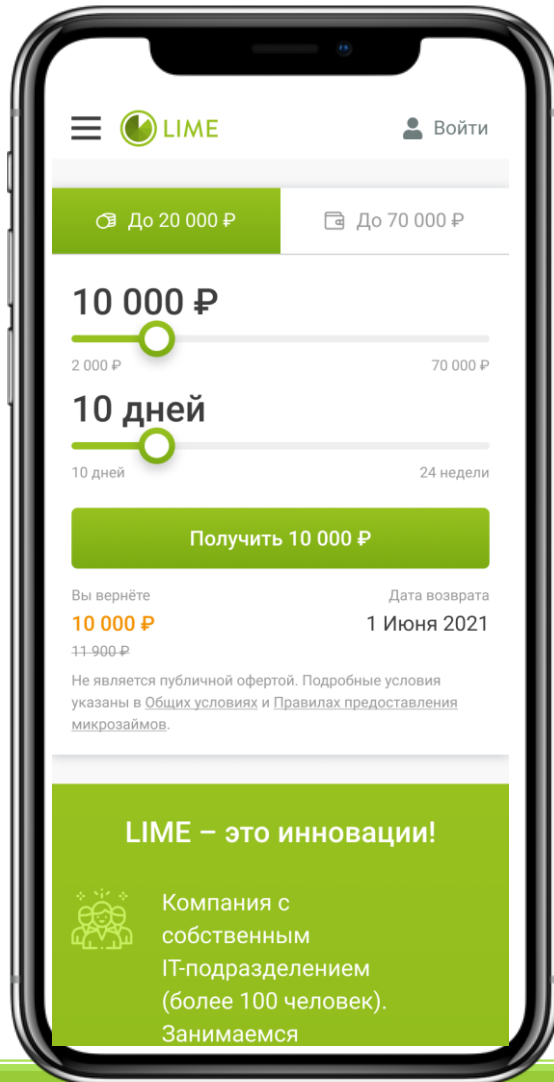 LIME
Войти
До 20 000 ₽
До 70 000 ₽
10 000 ₽
2 000 ₽
70 000 ₽
10 дней
10 дней
24 недели
Получить 10 000 ₽
Вы вернёте
Дата возврата
10 000 ₽
1 Июня 2021
11 900 ₽
Не является публичной офертой. Подробные условия
указаны в Общих условиях и Правилах предоставления
микрозаймов.
LIME – это инновации!
Компания с
собственным
IT-подразделением
(более 100 человек).
Занимаемся